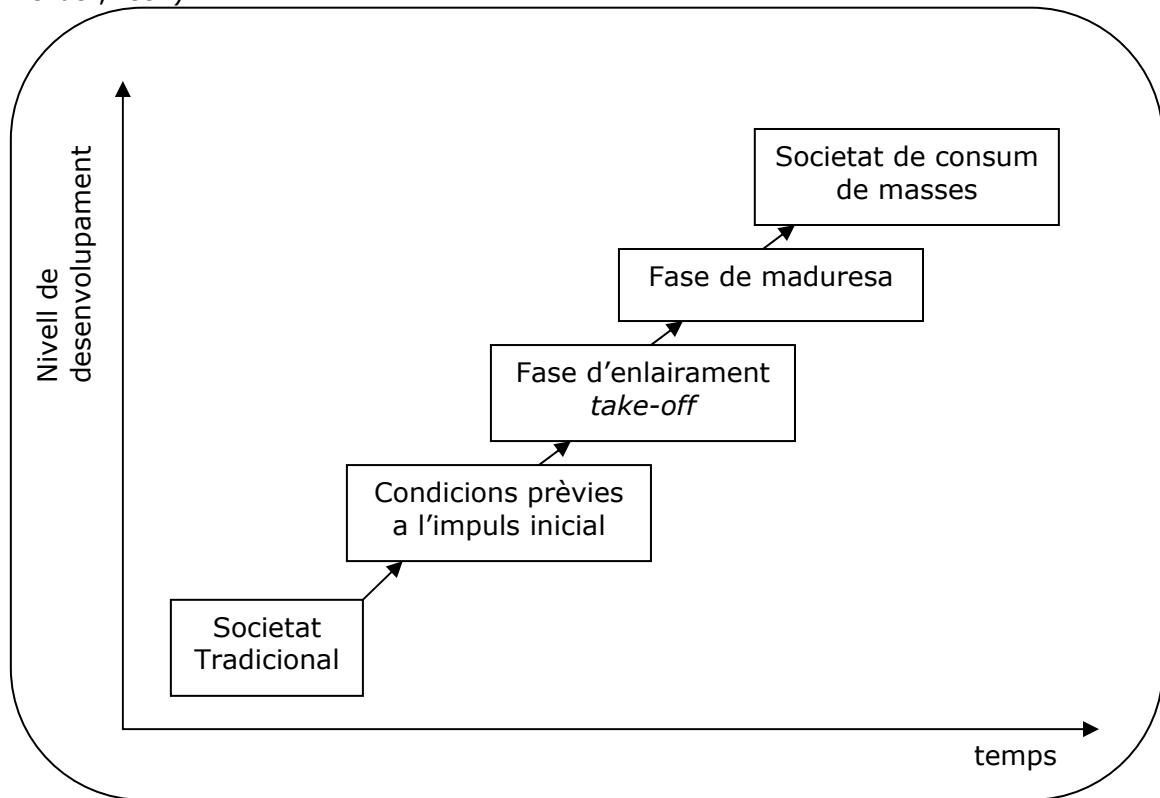 Nivell de
desenvolupament
Societat de consum
de masses
Fase de maduresa
Fase d'enlairament
take-off
Condicions prèvies
a l'impuls inicial
Societat
Tradicional
temps